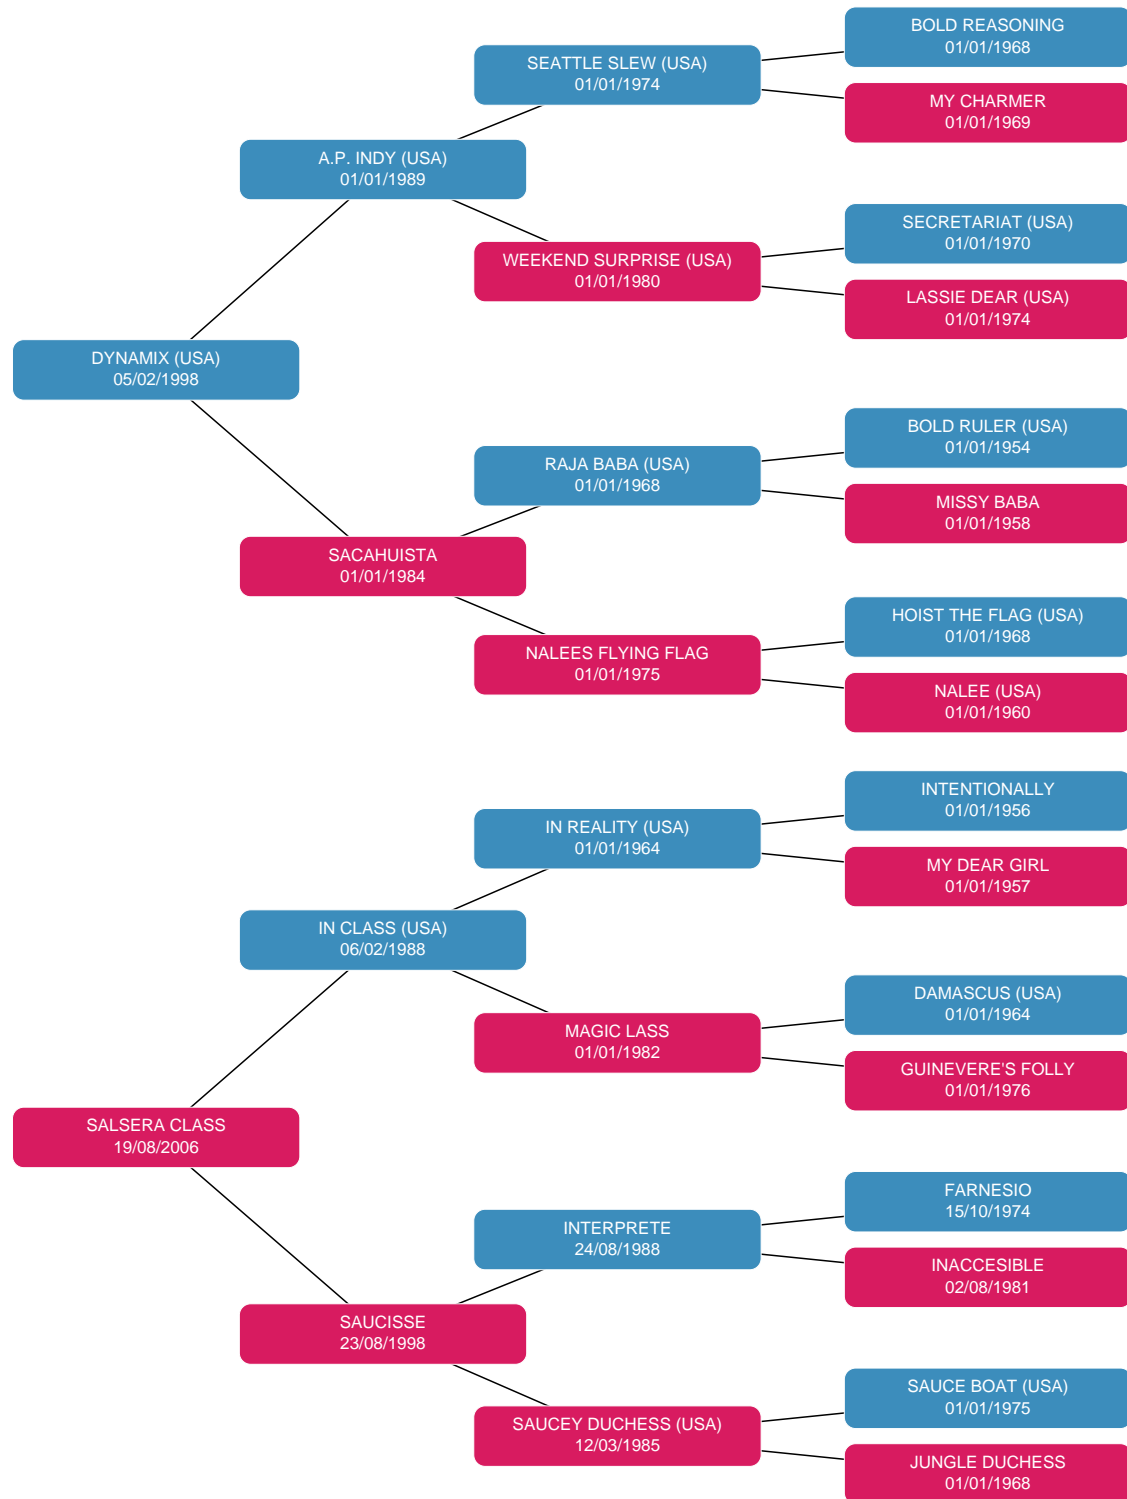 BOLD REASONING
01/01/1968
SEATTLE SLEW (USA)
01/01/1974
MY CHARMER
01/01/1969
A.P. INDY (USA)
01/01/1989
SECRETARIAT (USA)
01/01/1970
WEEKEND SURPRISE (USA)
01/01/1980
LASSIE DEAR (USA)
01/01/1974
DYNAMIX (USA)
05/02/1998
BOLD RULER (USA)
01/01/1954
RAJA BABA (USA)
01/01/1968
MISSY BABA
01/01/1958
SACAHUISTA
01/01/1984
HOIST THE FLAG (USA)
01/01/1968
NALEES FLYING FLAG
01/01/1975
NALEE (USA)
01/01/1960
INTENTIONALLY
01/01/1956
IN REALITY (USA)
01/01/1964
MY DEAR GIRL
01/01/1957
IN CLASS (USA)
06/02/1988
DAMASCUS (USA)
01/01/1964
MAGIC LASS
01/01/1982
GUINEVERE'S FOLLY
01/01/1976
SALSERA CLASS
19/08/2006
FARNESIO
15/10/1974
INTERPRETE
24/08/1988
INACCESIBLE
02/08/1981
SAUCISSE
23/08/1998
SAUCE BOAT (USA)
01/01/1975
SAUCEY DUCHESS (USA)
12/03/1985
JUNGLE DUCHESS
01/01/1968